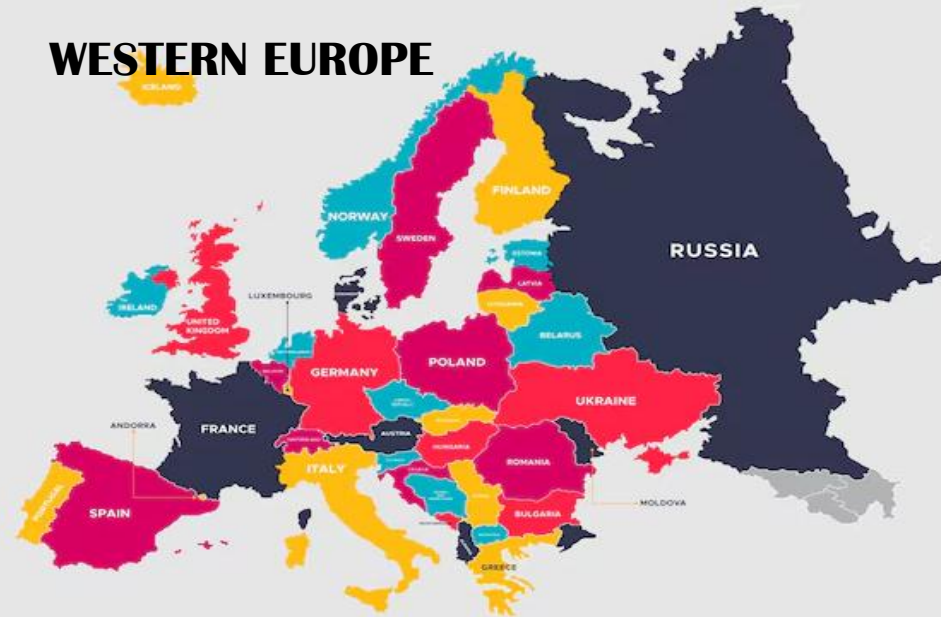 WESTERN EUROPE
ICELAND
NORWAY
SWEDEN
FINLAND
RUSSIA
ESTONIA
LATVIA
LITHUANIA
BELARUS
IRELAND
UNITED
KINGDOM
LUXEMBOURG
GERMANY
POLAND
UKRAINE
FRANCE
AUSTRIA
HUNGARIA
ROMANIA
ANDORRA
ITALY
MOLDOVA
PORTUGAL
SPAIN
BULGARIA
GREECE